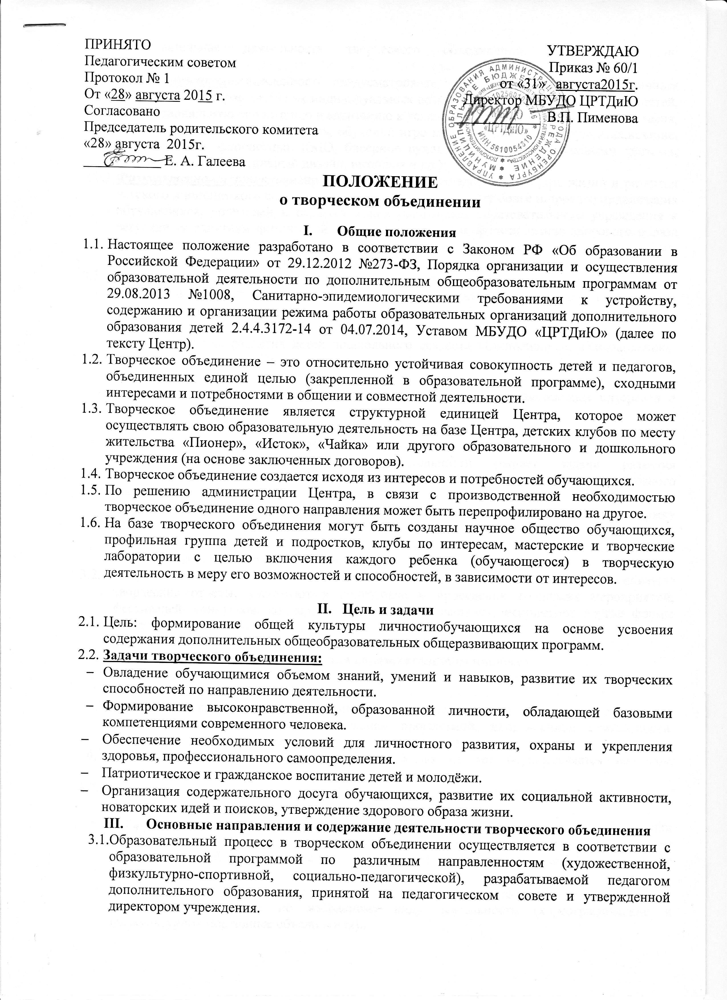 ПРИНЯТО
Педагогическим советом
Протокол № 1
От «28» августа 2015 г.
Согласовано
Председатель родительского комитета
«28» августа 2015г.
Е. А. Галеева
УТВЕРЖДАЮ
Приказ № 60/1
от «31» августа2015г.
Директор МБУДО ЦРТДиЮ
В.П. Пименова
УПРАВЛЕНИЕ ОБРАЗОВАНИЯ АДМИНИСТРАЦИИ ГОРОДА ОРЕНБУРГА
МУНИЦИПАЛЬНОЕ БЮДЖЕТНОЕ УЧРЕЖДЕНИЕ
«ЦРТДиЮ»
ИНН 5610054310
ПОЛОЖЕНИЕ
о творческом объединении
I. Общие положения
1.1. Настоящее положение разработано в соответствии с Законом РФ «Об образовании в
Российской Федерации» от 29.12.2012 №273-ФЗ, Порядка организации и осуществления
образовательной деятельности по дополнительным общеобразовательным программам от
29.08.2013 №1008, Санитарно-эпидемиологическими требованиями к устройству,
содержанию и организации режима работы образовательных организаций дополнительного
образования детей 2.4.4.3172-14 от 04.07.2014, Уставом МБУДО «ЦРТДиЮ» (далее по
тексту Центр).
1.2. Творческое объединение – это относительно устойчивая совокупность детей и педагогов,
объединенных единой целью (закрепленной в образовательной программе), сходными
интересами и потребностями в общении и совместной деятельности.
1.3. Творческое объединение является структурной единицей Центра, которое может
осуществлять свою образовательную деятельность на базе Центра, детских клубов по месту
жительства «Пионер», «Исток», «Чайка» или другого образовательного и дошкольного
учреждения (на основе заключенных договоров).
1.4. Творческое объединение создается исходя из интересов и потребностей обучающихся.
1.5. По решению администрации Центра, в связи с производственной необходимостью
творческое объединение одного направления может быть перепрофилировано на другое.
1.6. На базе творческого объединения могут быть созданы научное общество обучающихся,
профильная группа детей и подростков, клубы по интересам, мастерские и творческие
лаборатории с целью включения каждого ребенка (обучающегося) в творческую
деятельность в меру его возможностей и способностей, в зависимости от интересов.
II. Цель и задачи
2.1. Цель: формирование общей культуры личностиобучающихся на основе усвоения
содержания дополнительных общеобразовательных общеразвивающих программ.
2.2. Задачи творческого объединения:
– Овладение обучающимися объемом знаний, умений и навыков, развитие их творческих
способностей по направлению деятельности.
– Формирование высоконравственной, образованной личности, обладающей базовыми
компетенциями современного человека.
– Обеспечение необходимых условий для личностного развития, охраны и укрепления
здоровья, профессионального самоопределения.
– Патриотическое и гражданское воспитание детей и молодёжи.
– Организация содержательного досуга обучающихся, развитие их социальной активности,
новаторских идей и поисков, утверждение здорового образа жизни.
III. Основные направления и содержание деятельности творческого объединения
3.1.Образовательный процесс в творческом объединении осуществляется в соответствии с
образовательной программой по различным направленностям (художественной,
физкультурно-спортивной, социально-педагогической), разрабатываемой педагогом
дополнительного образования, принятой на педагогическом совете и утвержденной
директором учреждения.